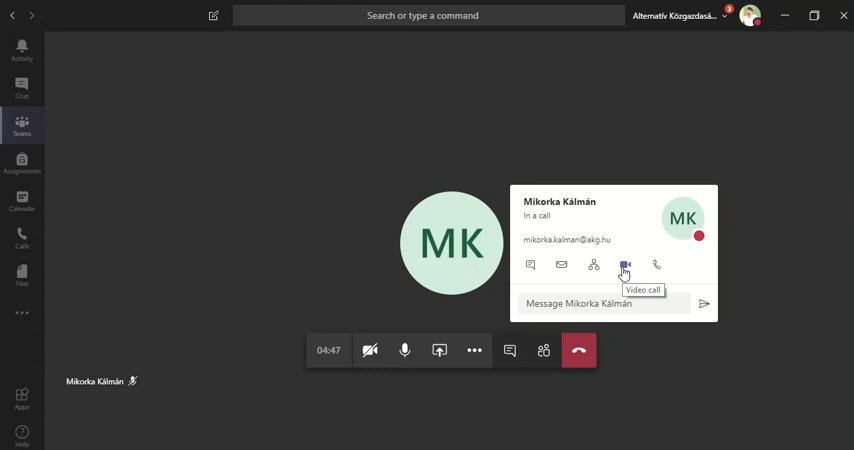 Search or type a command
Alternatív Közgazdasá...
3
Activity
Chat
Teams
Assignments
Calendar
Calls
Files
Apps
Help
MK
Mikorka Kálmán
In a call
MK
mikorka.kalman@akg.hu
Video call
Message Mikorka Kálmán
04:47
Mikorka Kálmán